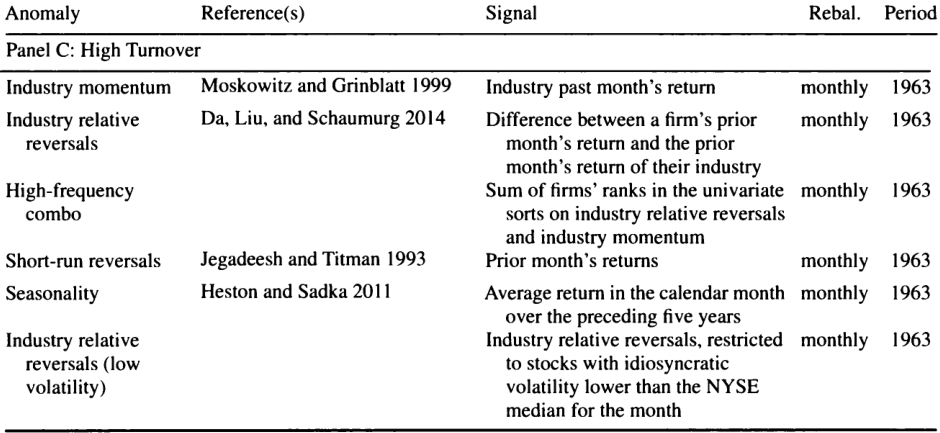 Anomaly Reference(s) Signal Rebal. Period
Panel C: High Turnover
Industry momentum Moskowitz and Grinblatt 1999 Industry past month's return monthly 1963
Industry relative Da, Liu, and Schaumurg 2014 Difference between a firm's prior monthly 1963
reversals month's return and the prior
month's return of their industry
High-frequency Sum of firms' ranks in the univariate monthly 1963
combo sorts on industry relative reversals
and industry momentum
Short-run reversals Jegadeesh and Titman 1993 Prior month's returns monthly 1963
Seasonality Heston and Sadka 2011 Average return in the calendar month monthly 1963
over the preceding five years
Industry relative Industry relative reversals, restricted monthly 1963
reversals (low to stocks with idiosyncratic
volatility) volatility lower than the NYSE
median for the month